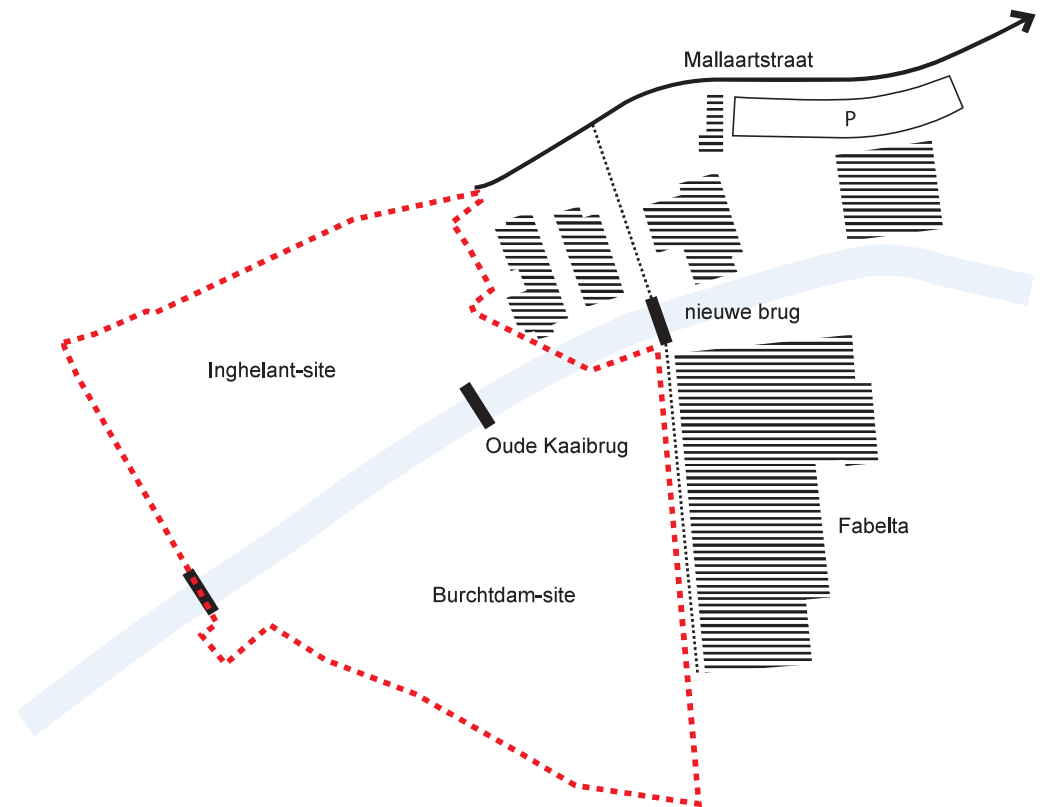 Mallaartstraat
P
nieuwe brug
Inghelant-site
Oude Kaaibrug
Fabelta
Burchtdam-site